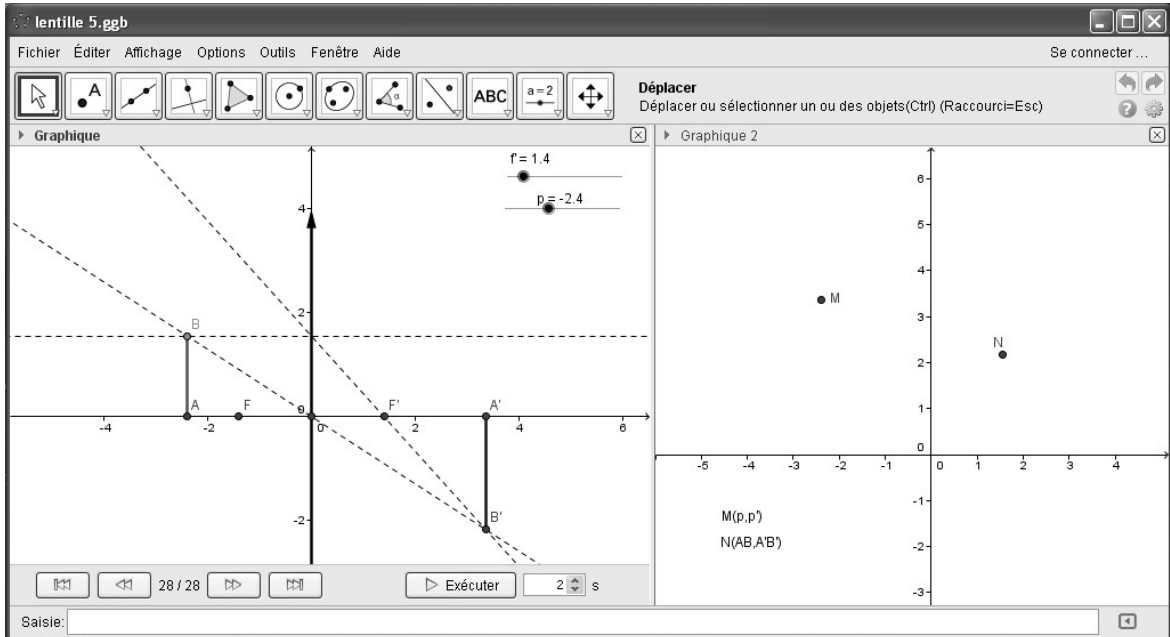 lentille 5.ggb
Fichier Éditer Affichage Options Outils Fenêtre Aide Se connecter ...
A ABC a = 2
α
Déplacer
Déplacer ou sélectionner un ou des objets(Ctrl) (Raccourci=Esc)
Graphique
f' = 1.4
p = -2.4
4
2
B
A F 0 F' A'
-4 -2 0 2 4 6
-2
B'
28 / 28 Exécuter 2 s
Graphique 2
6
5
4
M
3
N
2
1
0
-5 -4 -3 -2 -1 0 1 2 3 4
-1
M(p,p')
N(AB,A'B')
-2
-3
Saisie: